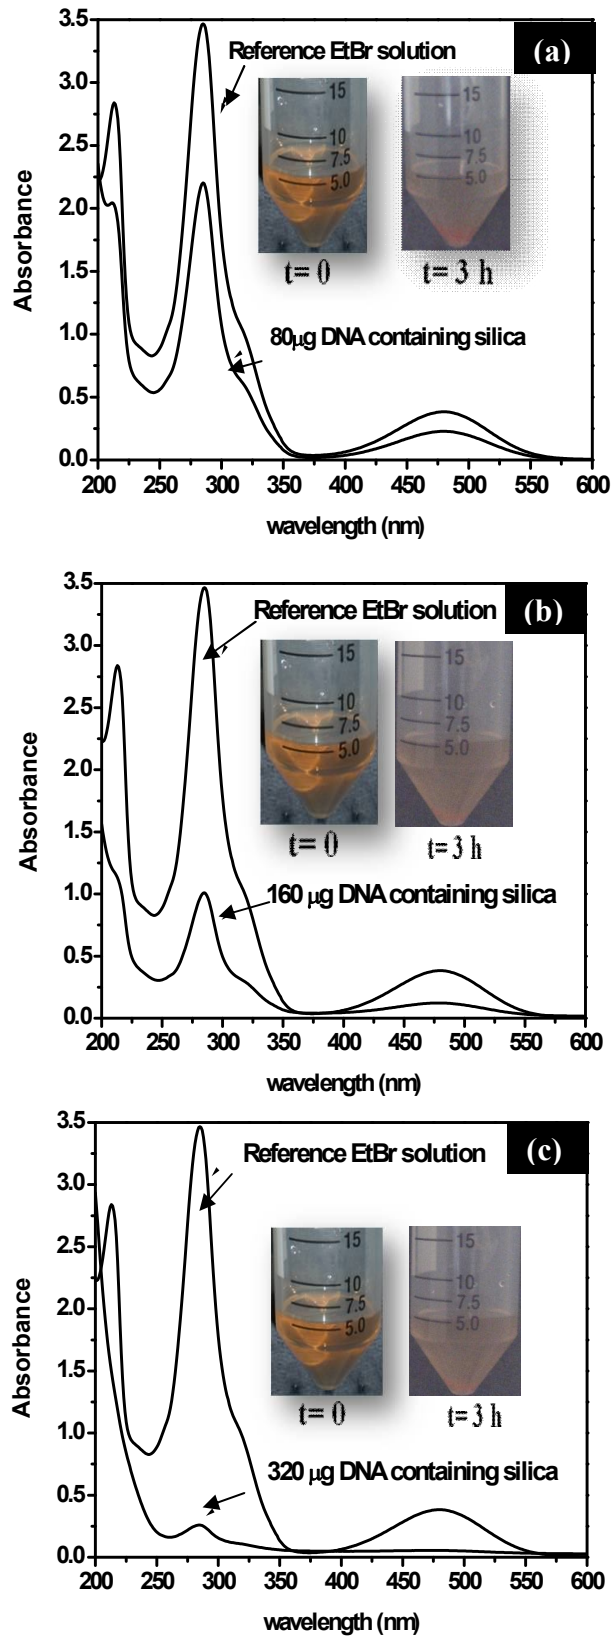 (a)
Reference EtBr solution
80µg DNA containing silica
15
10
7.5
5.0
t= 0
15
10
7.5
5.0
t= 3 h
3.5
3.0
2.5
2.0
1.5
1.0
0.5
0.0
Absorbance
200 250 300 350 400 450 500 550 600
wavelength (nm)
(b)
Reference EtBr solution
160 µg DNA containing silica
15
10
7.5
5.0
t= 0
15
10
7.5
5.0
t= 3 h
3.5
3.0
2.5
2.0
1.5
1.0
0.5
0.0
Absorbance
200 250 300 350 400 450 500 550 600
wavelength (nm)
(c)
Reference EtBr solution
320 µg DNA containing silica
15
10
7.5
5.0
t= 0
15
10
7.5
5.0
t= 3 h
3.5
3.0
2.5
2.0
1.5
1.0
0.5
0.0
Absorbance
200 250 300 350 400 450 500 550 600
wavelength (nm)